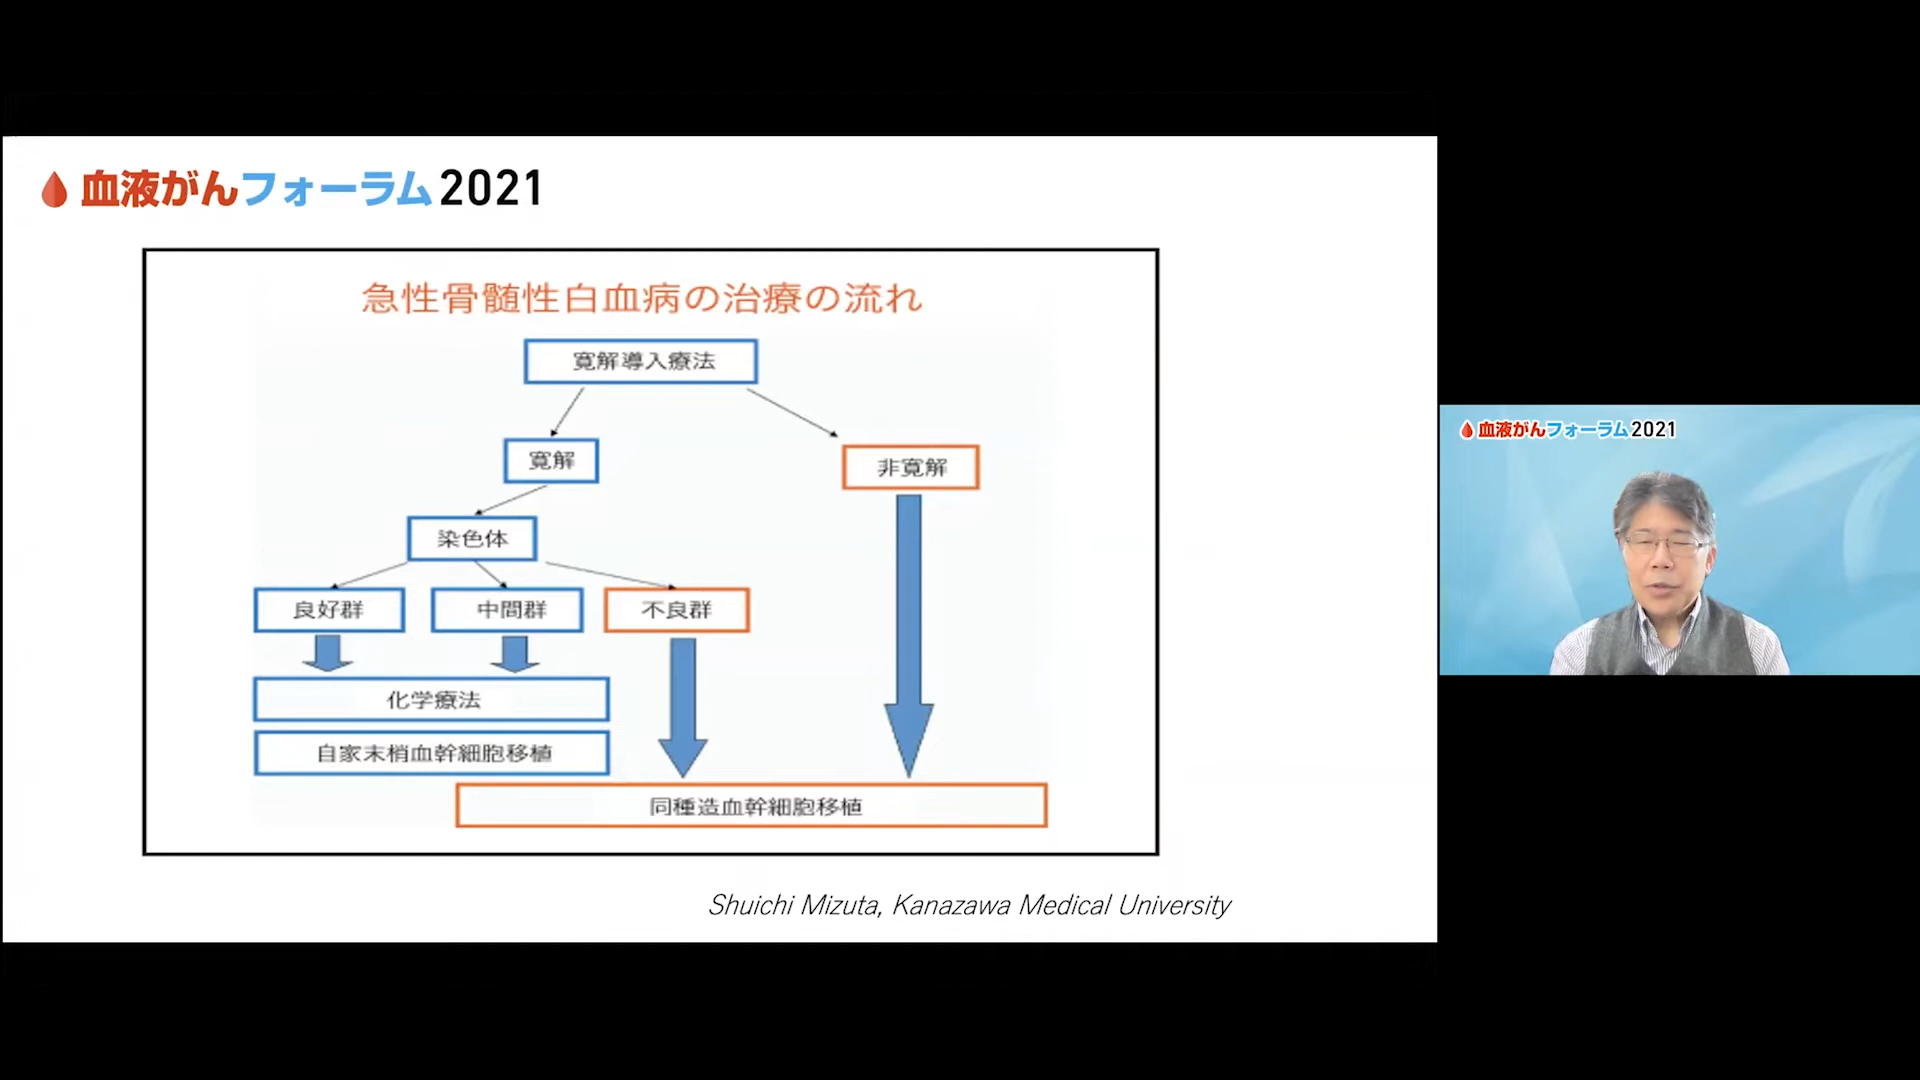 血液がんフォーラム2021
急性骨髄性白血病の治療の流れ
寛解導入療法
寛解
非寛解
染色体
良好群
中間群
不良群
化学療法
自家末梢血幹細胞移植
同種造血幹細胞移植
Shuichi Mizuta, Kanazawa Medical University
血液がんフォーラム2021